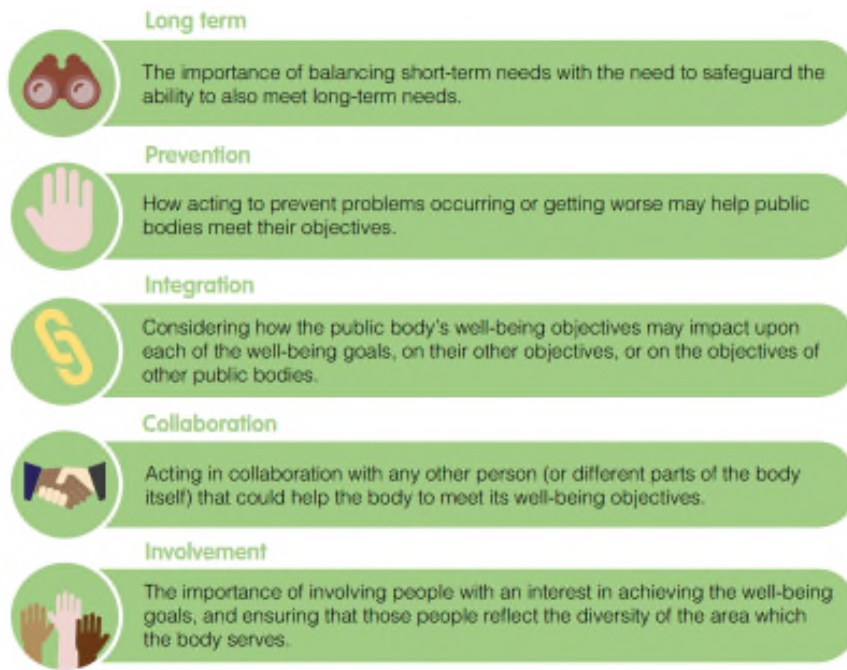 Long term
The importance of balancing short-term needs with the need to safeguard the
ability to also meet long-term needs.
Prevention
How acting to prevent problems occurring or getting worse may help public
bodies meet their objectives.
Integration
Considering how the public body's well-being objectives may impact upon
each of the well-being goals, on their other objectives, or on the objectives of
other public bodies.
Collaboration
Acting in collaboration with any other person (or different parts of the body
itself) that could help the body to meet its well-being objectives.
Involvement
The importance of involving people with an interest in achieving the well-being
goals, and ensuring that those people reflect the diversity of the area which
the body serves.